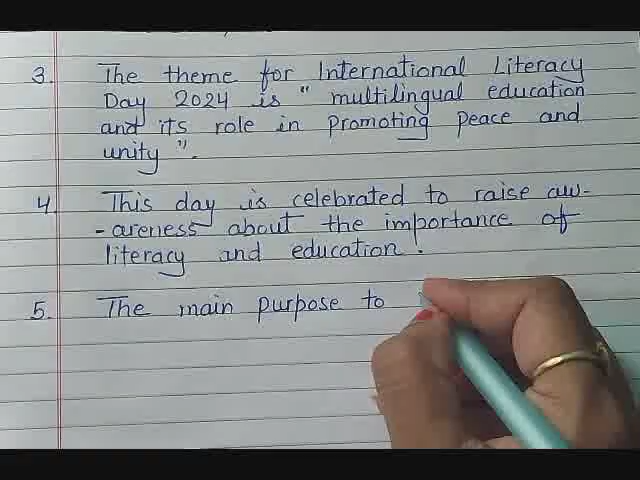 3. The theme for International Literacy
Day 2024 is " multilingual education
and its role in promoting peace and
unity ".
4. This day is celebrated to raise aw-
-areness about the importance of
literacy and education.
5. The main purpose to